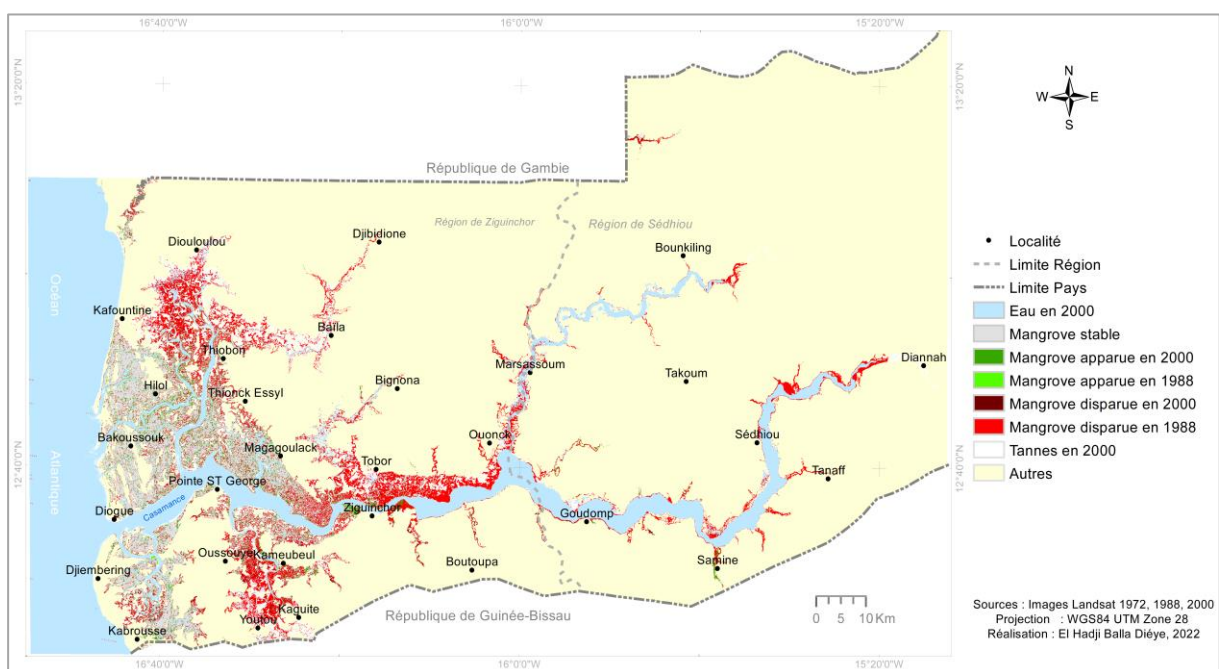 16°40'0"W
16°0'0"W
15°20'0"W
13°20'0"N
13°20'0"N
N
W
E
S
République de Gambie
Région de Ziguinchor
Région de Sédhiou
Djibidione
Diouloulou
Bounkiling
Océan
Kafountine
Baïla
Thiobon
Marsassoum
Diannah
Takoum
Hilol
Bignona
Thionck Essyl
Bakoussouk
Ouonck
Sédhiou
Magagoulack
Tobor
Tanaff
12°40'0"N
12°40'0"N
Atlantique
Pointe ST George
Casamance
Diogue
Ziguinchor
Goudomp
Oussouye
Kameubeul
Samine
Boutoupa
Djiembering
Kaguite
Youtou
République de Guinée-Bissau
Kabrousse
0 5 10 Km
16°40'0"W
16°0'0"W
15°20'0"W
Localité
Limite Région
Limite Pays
Eau en 2000
Mangrove stable
Mangrove apparue en 2000
Mangrove apparue en 1988
Mangrove disparue en 2000
Mangrove disparue en 1988
Tannes en 2000
Autres
Sources : Images Landsat 1972, 1988, 2000
Projection : WGS84 UTM Zone 28
Réalisation : El Hadji Balla Diéye, 2022